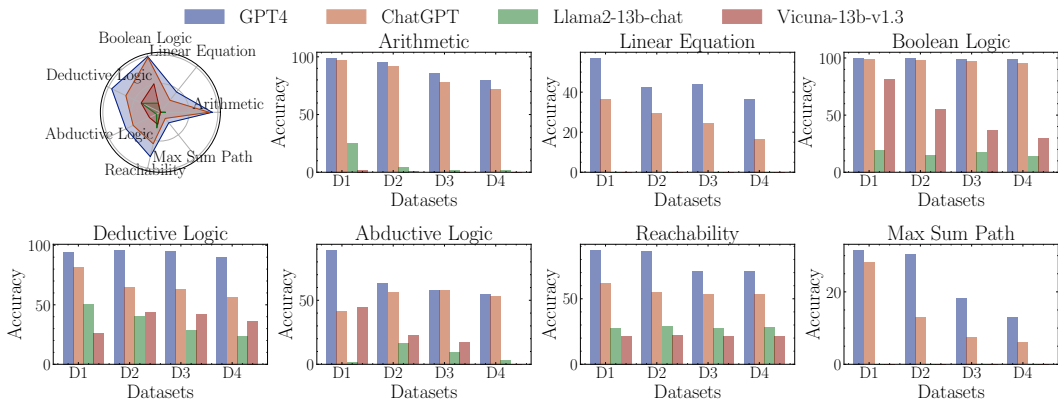 GPT4 ChatGPT Llama2-13b-chat Vicuna-13b-v1.3
Boolean Logic
Linear Equation
Deductive Logic
Arithmetic
Abductive Logic
Max Sum Path
Reachability
Arithmetic
Accuracy
100
50
0
D1 D2 D3 D4
Datasets
Linear Equation
Accuracy
40
20
0
D1 D2 D3 D4
Datasets
Boolean Logic
Accuracy
100
50
0
D1 D2 D3 D4
Datasets
Deductive Logic
Accuracy
100
50
0
D1 D2 D3 D4
Datasets
Abductive Logic
Accuracy
50
0
D1 D2 D3 D4
Datasets
Reachability
Accuracy
50
0
D1 D2 D3 D4
Datasets
Max Sum Path
Accuracy
20
0
D1 D2 D3 D4
Datasets